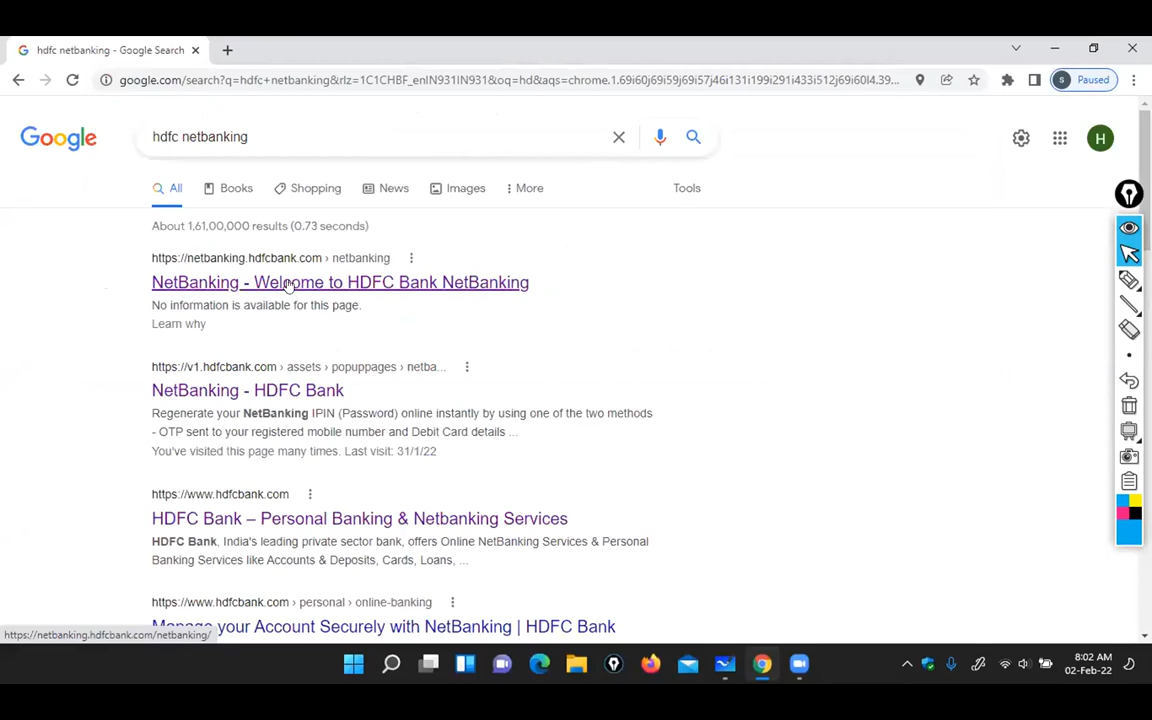 hdfc netbanking - Google Search
google.com/search?q=hdfc+netbanking&rlz=1C1CHBF_enIN931IN931&oq=hd&aqs=chrome.1.69i60j69i59j69i57j46i131i199i291i433i512j69i60l4.39...
S Paused
Google
hdfc netbanking
H
All Books Shopping News Images More Tools
About 1,61,00,000 results (0.73 seconds)
https://netbanking.hdfcbank.com › netbanking
NetBanking - Welcome to HDFC Bank NetBanking
No information is available for this page.
Learn why
https://v1.hdfcbank.com › assets › popuppages › netba...
NetBanking - HDFC Bank
Regenerate your NetBanking IPIN (Password) online instantly by using one of the two methods
- OTP sent to your registered mobile number and Debit Card details ...
You've visited this page many times. Last visit: 31/1/22
https://www.hdfcbank.com
HDFC Bank – Personal Banking & Netbanking Services
HDFC Bank, India's leading private sector bank, offers Online NetBanking Services & Personal
Banking Services like Accounts & Deposits, Cards, Loans, ...
https://www.hdfcbank.com › personal › online-banking
Manage your Account Securely with NetBanking | HDFC Bank
https://netbanking.hdfcbank.com/netbanking/
8:02 AM
02-Feb-22